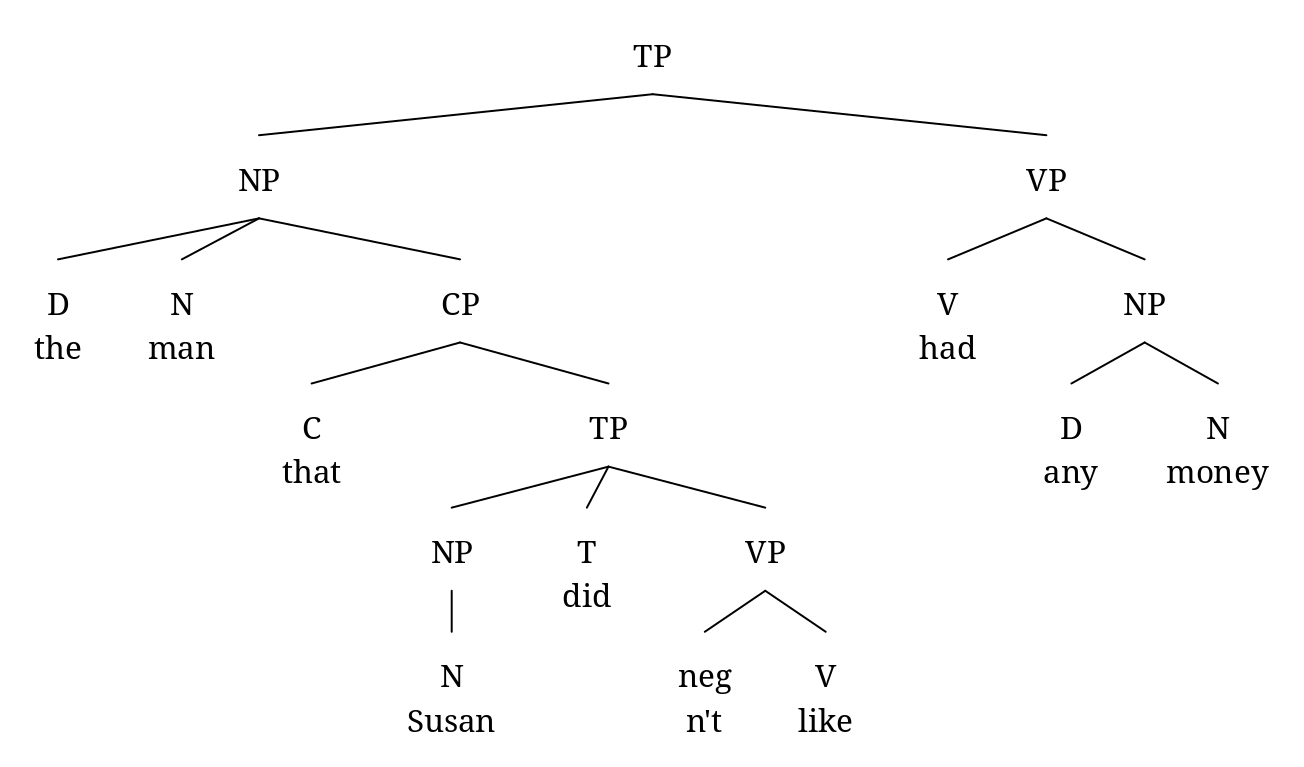 TP
NP VP
D N CP V NP
the man had
C TP D N
that any money
NP T VP
did
N neg V
Susan n't like